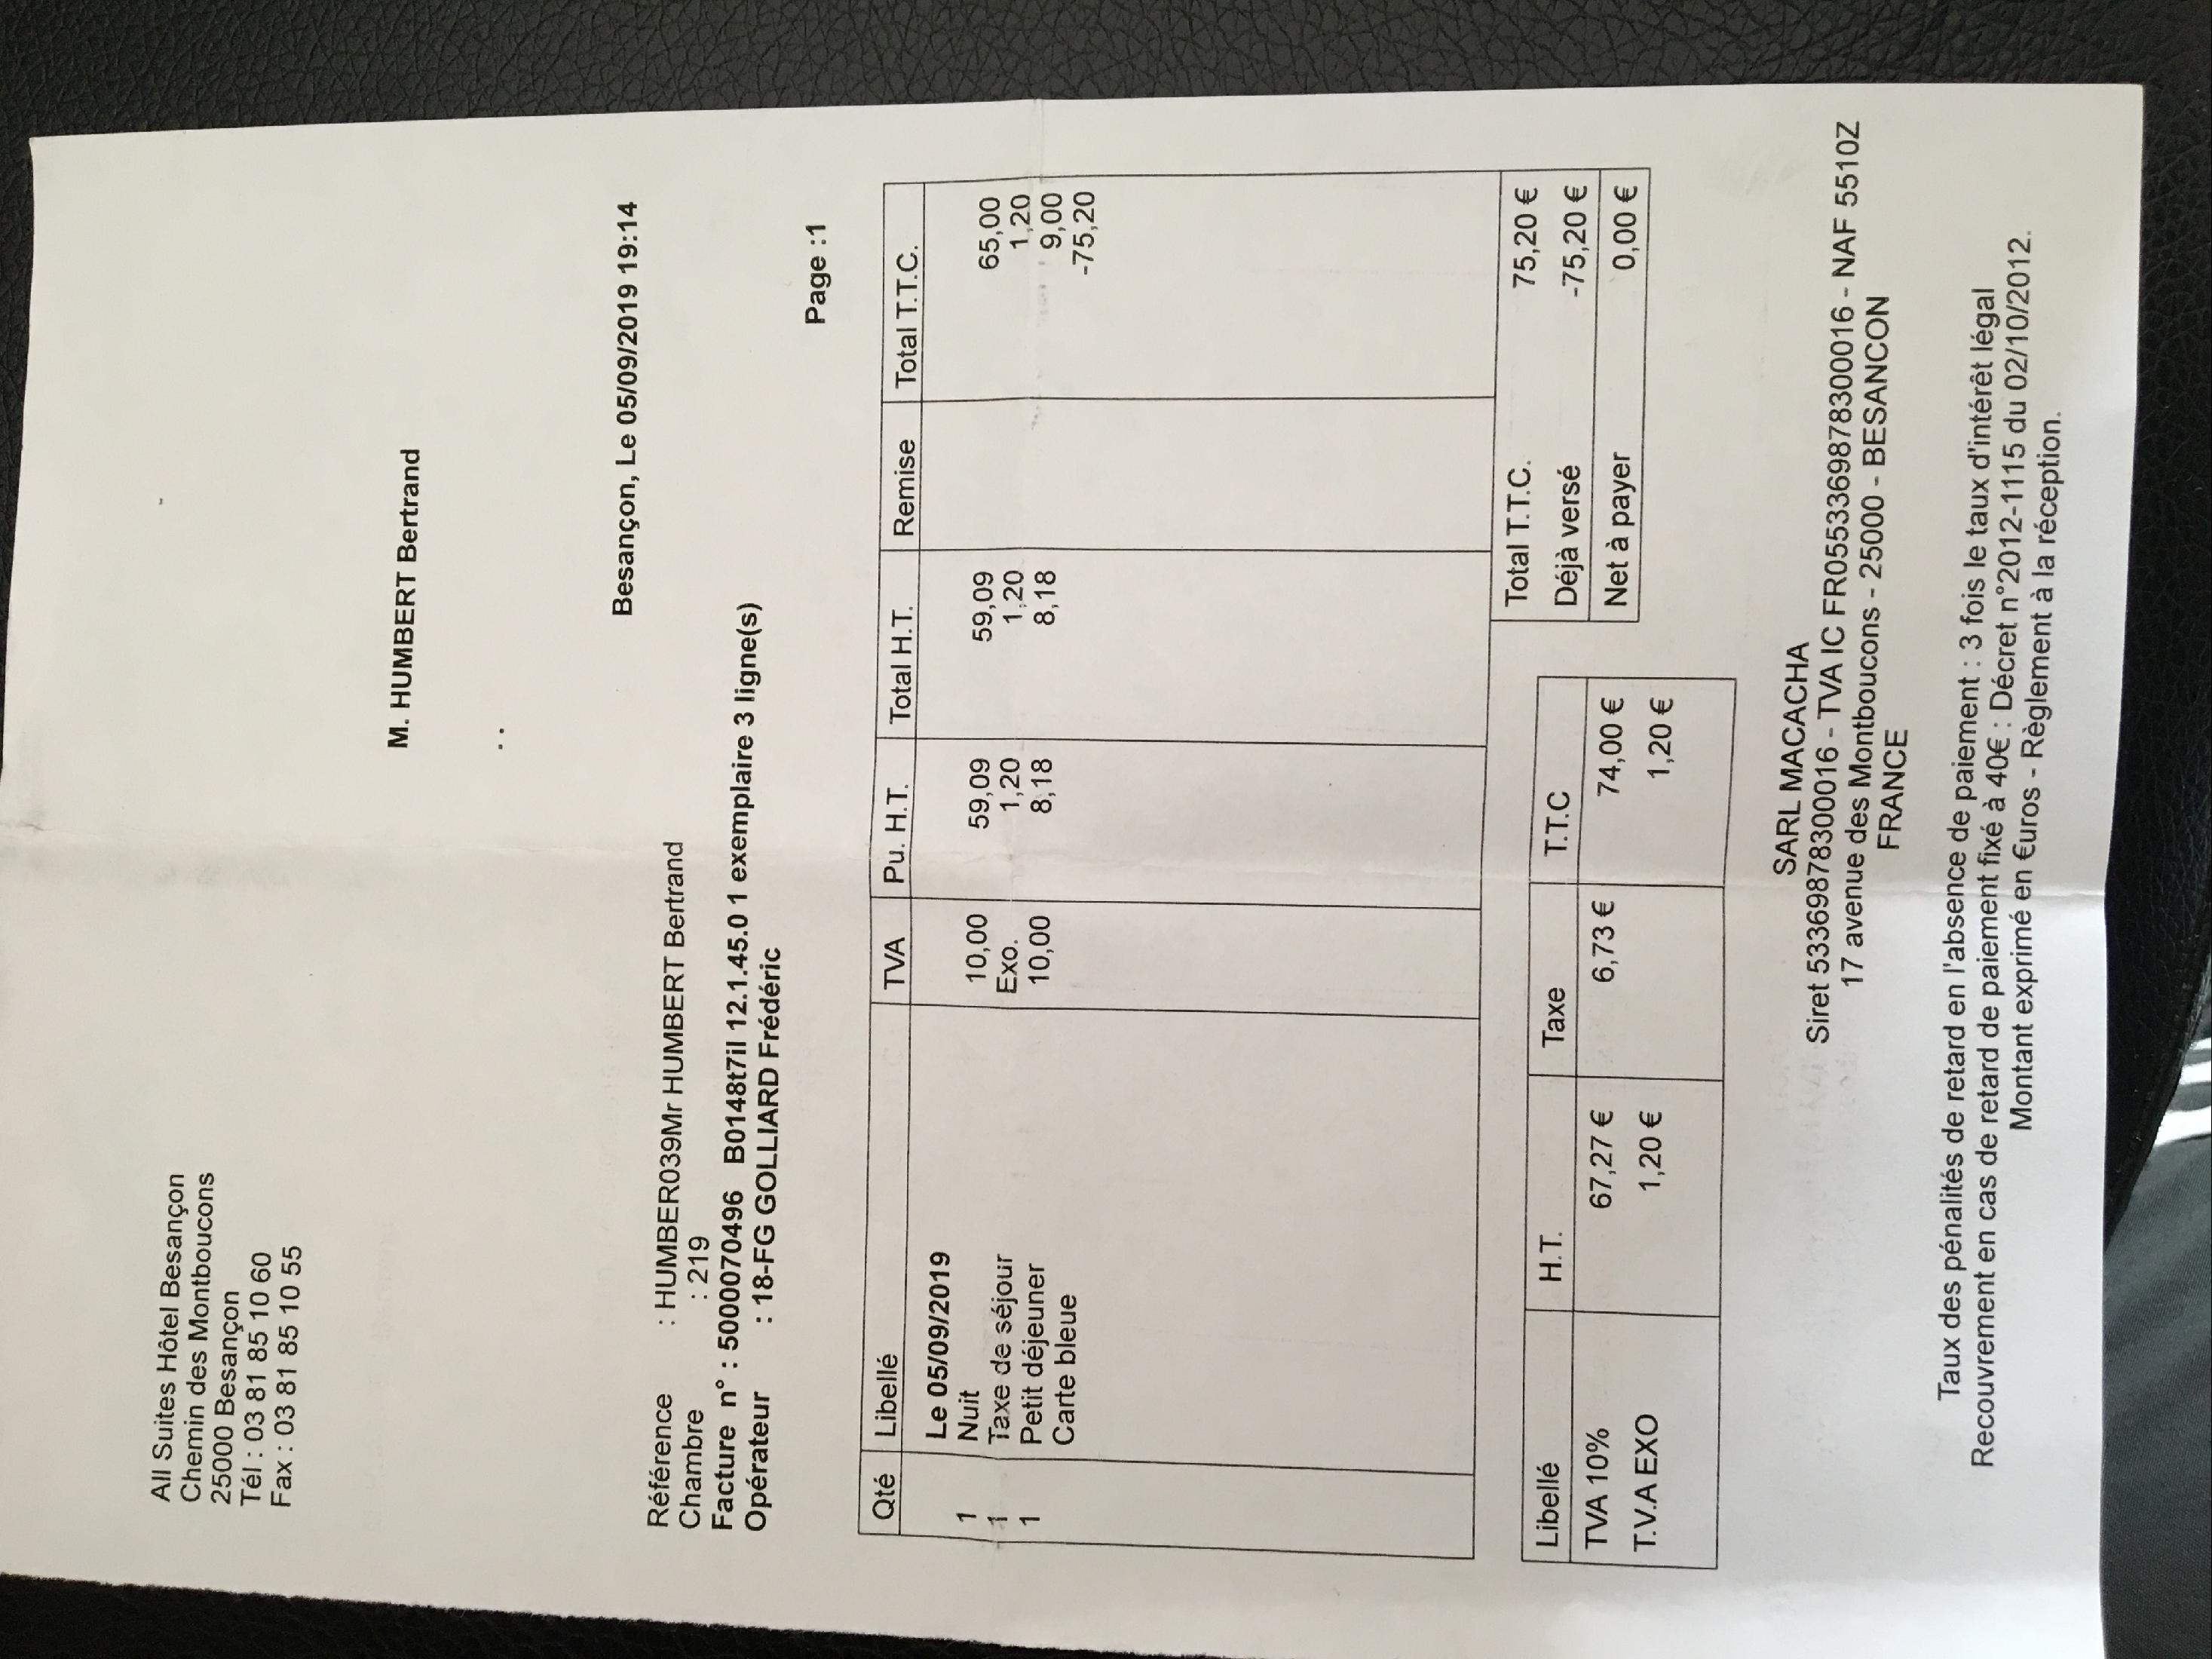 All Suites Hôtel Besançon
Chemin des Montboucons
25000 Besançon
Tél : 03 81 85 10 60
Fax : 03 81 85 10 55
M. HUMBERT Bertrand
Besançon, Le 05/09/2019 19:14
Référence : HUMBER039Mr HUMBERT Bertrand
Chambre : 219
Facture n° : 5000070496 B0148t7il 12.1.45.0 1 exemplaire 3 ligne(s)
Opérateur : 18-FG GOLLIARD Frédéric
Page :1
Qté Libellé TVA Pu. H.T. Total H.T. Remise Total T.T.C.
Le 05/09/2019
1 Nuit 10,00 59,09 59,09 65,00
1 Taxe de séjour Exo. 1,20 1,20 1,20
1 Petit déjeuner 10,00 8,18 8,18 9,00
Carte bleue -75,20
Total T.T.C. 75,20 €
Déjà versé -75,20 €
Net à payer 0,00 €
Libellé H.T. Taxe T.T.C
TVA 10% 67,27 € 6,73 € 74,00 €
T.V.A EXO 1,20 € 1,20 €
SARL MACACHA
Siret 53369878300016 - TVA IC FR0553369878300016 - NAF 5510Z
17 avenue des Montboucons - 25000 - BESANCON
FRANCE
Taux des pénalités de retard en l'absence de paiement : 3 fois le taux d'intérêt légal
Recouvrement en cas de retard de paiement fixé à 40€ : Décret n°2012-1115 du 02/10/2012.
Montant exprimé en €uros - Règlement à la réception.